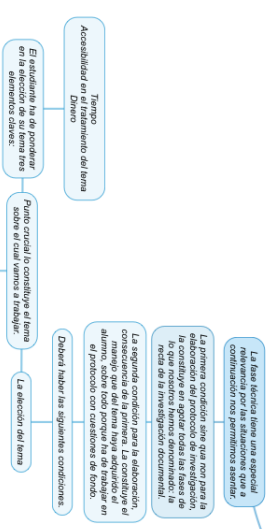 La fase técnica tiene una especial
relevancia por las situaciones que a
continuación nos permitimos asentar.
La primera condición sine que non para la
elaboración del protocolo de investigación,
la constituye en agotar todas las fases de
lo que nosotros hemos denominado: la
recta de la investigación documental.
La segunda condición para la elaboración,
consecuencia de la primera. La constituye el
manejo que del tema haya adquirido el
alumno, sobre todo porque ha de trabajar en
el protocolo con cuestiones de fondo.
Deberá haber las siguientes condiciones.
La elección del tema
Punto crucial lo constituye el tema
sobre el cual vamos a trabajar.
El estudiante ha de ponderar
en la elección de su tema tres
elementos claves:
Tiempo
Accesibilidad en el tratamiento del tema
Dinero